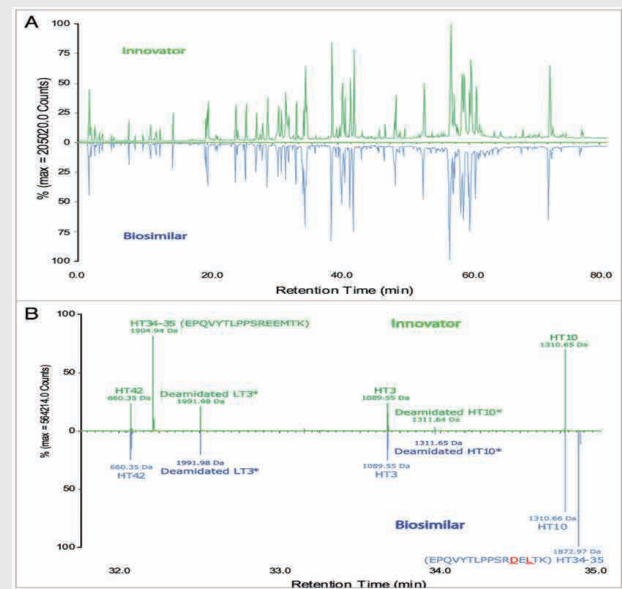 A
% (max = 205020.0 Counts)
100
75
50
25
0
25
50
75
100
Innovator
Biosimilar
0.0
20.0
40.0
60.0
80.0
Retention Time (min)
B
% (max = 564214.0 Counts)
100
50
0
50
100
HT34-35 (EPQVYTLPPSREEMTK)
1904.94 Da
Innovator
HT10
1310.65 Da
HT42
660.35 Da
Deamidated LT3*
1991.98 Da
HT3
1089.55 Da
Deamidated HT10*
1311.64 Da
660.35 Da
HT42
1991.98 Da
Deamidated LT3*
1089.55 Da
HT3
1311.65 Da
Deamidated HT10*
1310.66 Da
HT10
Biosimilar
1872.97 Da
(EPQVYTLPPSRDELTK) HT34-35
32.0
33.0
34.0
35.0
Retention Time (min)